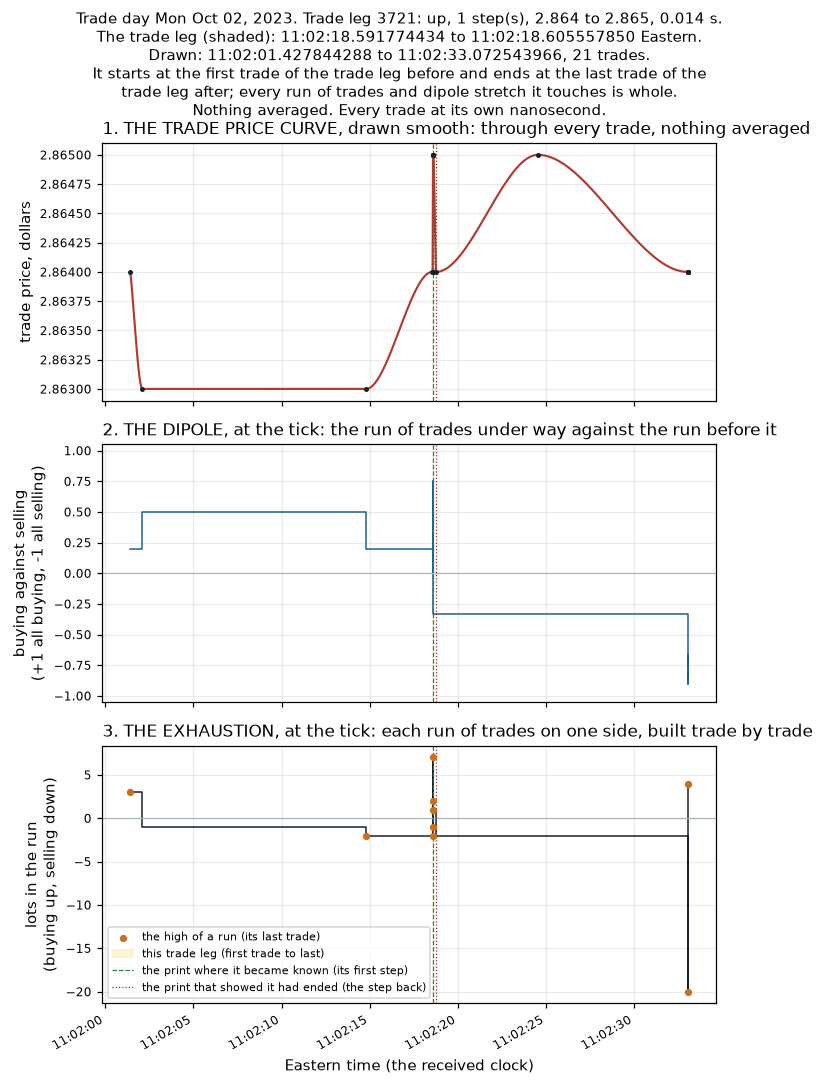 Trade day Mon Oct 02, 2023. Trade leg 3721: up, 1 step(s), 2.864 to 2.865, 0.014 s.
The trade leg (shaded): 11:02:18.591774434 to 11:02:18.605557850 Eastern.
Drawn: 11:02:01.427844288 to 11:02:33.072543966, 21 trades.
It starts at the first trade of the trade leg before and ends at the last trade of the
trade leg after; every run of trades and dipole stretch it touches is whole.
Nothing averaged. Every trade at its own nanosecond.
1. THE TRADE PRICE CURVE, drawn smooth: through every trade, nothing averaged
trade price, dollars
2.86500
2.86475
2.86450
2.86425
2.86400
2.86375
2.86350
2.86325
2.86300
2. THE DIPOLE, at the tick: the run of trades under way against the run before it
buying against selling
(+1 all buying, -1 all selling)
1.00
0.75
0.50
0.25
0.00
−0.25
−0.50
−0.75
−1.00
3. THE EXHAUSTION, at the tick: each run of trades on one side, built trade by trade
lots in the run
(buying up, selling down)
5
0
−5
−10
−15
−20
the high of a run (its last trade)
this trade leg (first trade to last)
the print where it became known (its first step)
the print that showed it had ended (the step back)
11:02:00
11:02:05
11:02:10
11:02:15
11:02:20
11:02:25
11:02:30
Eastern time (the received clock)